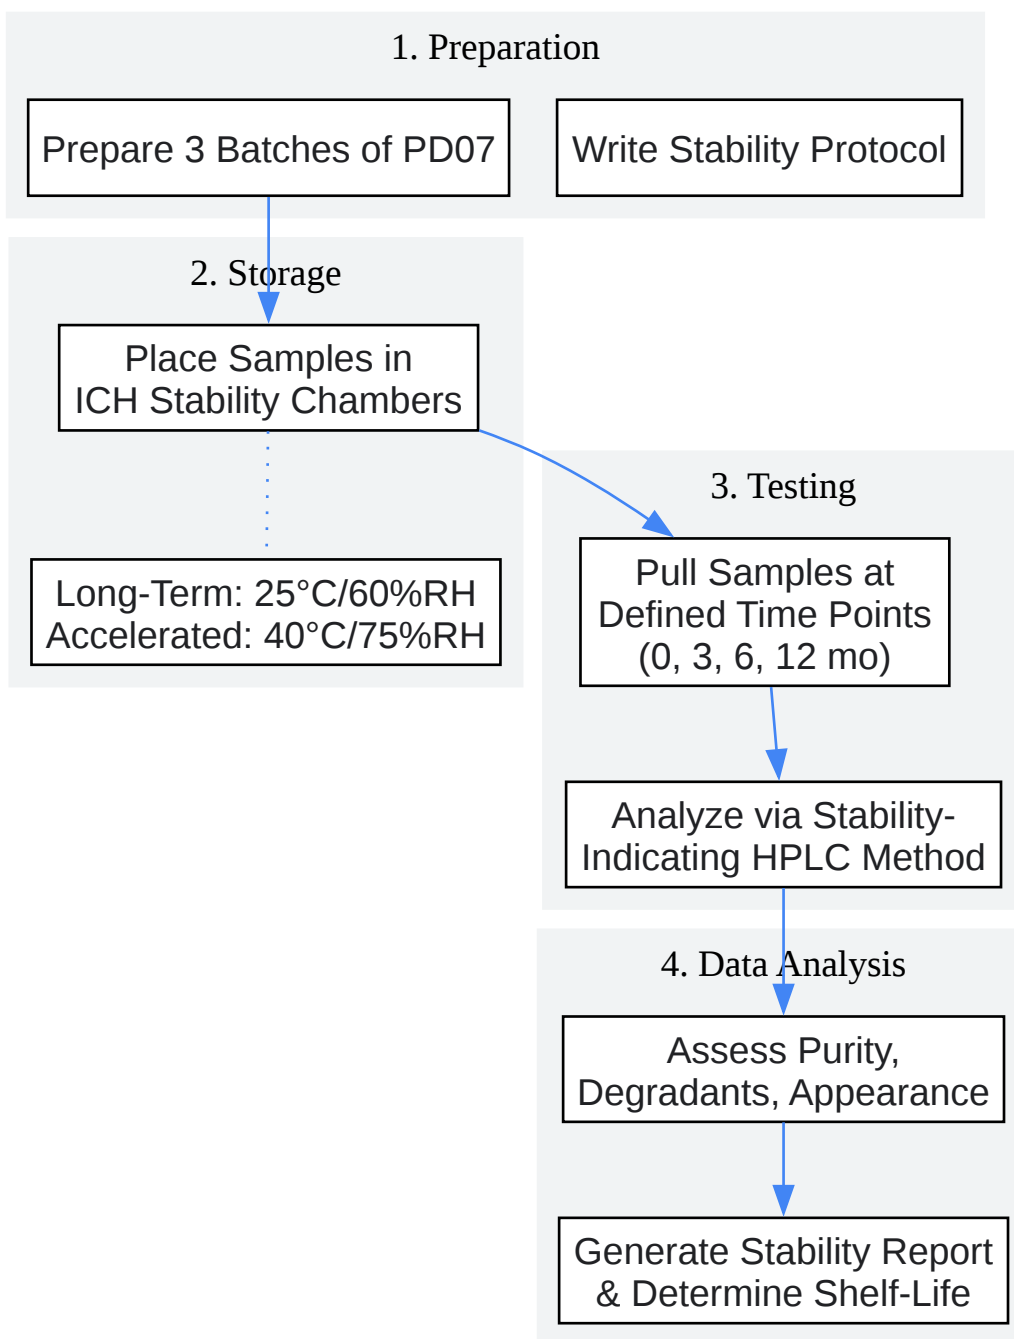 1. Preparation
Prepare 3 Batches of PD07
Write Stability Protocol
2. Storage
Place Samples in
ICH Stability Chambers
Long-Term: 25°C/60%RH
Accelerated: 40°C/75%RH
3. Testing
Pull Samples at
Defined Time Points
(0, 3, 6, 12 mo)
Analyze via Stability-
Indicating HPLC Method
4. Data Analysis
Assess Purity,
Degradants, Appearance
Generate Stability Report
& Determine Shelf-Life